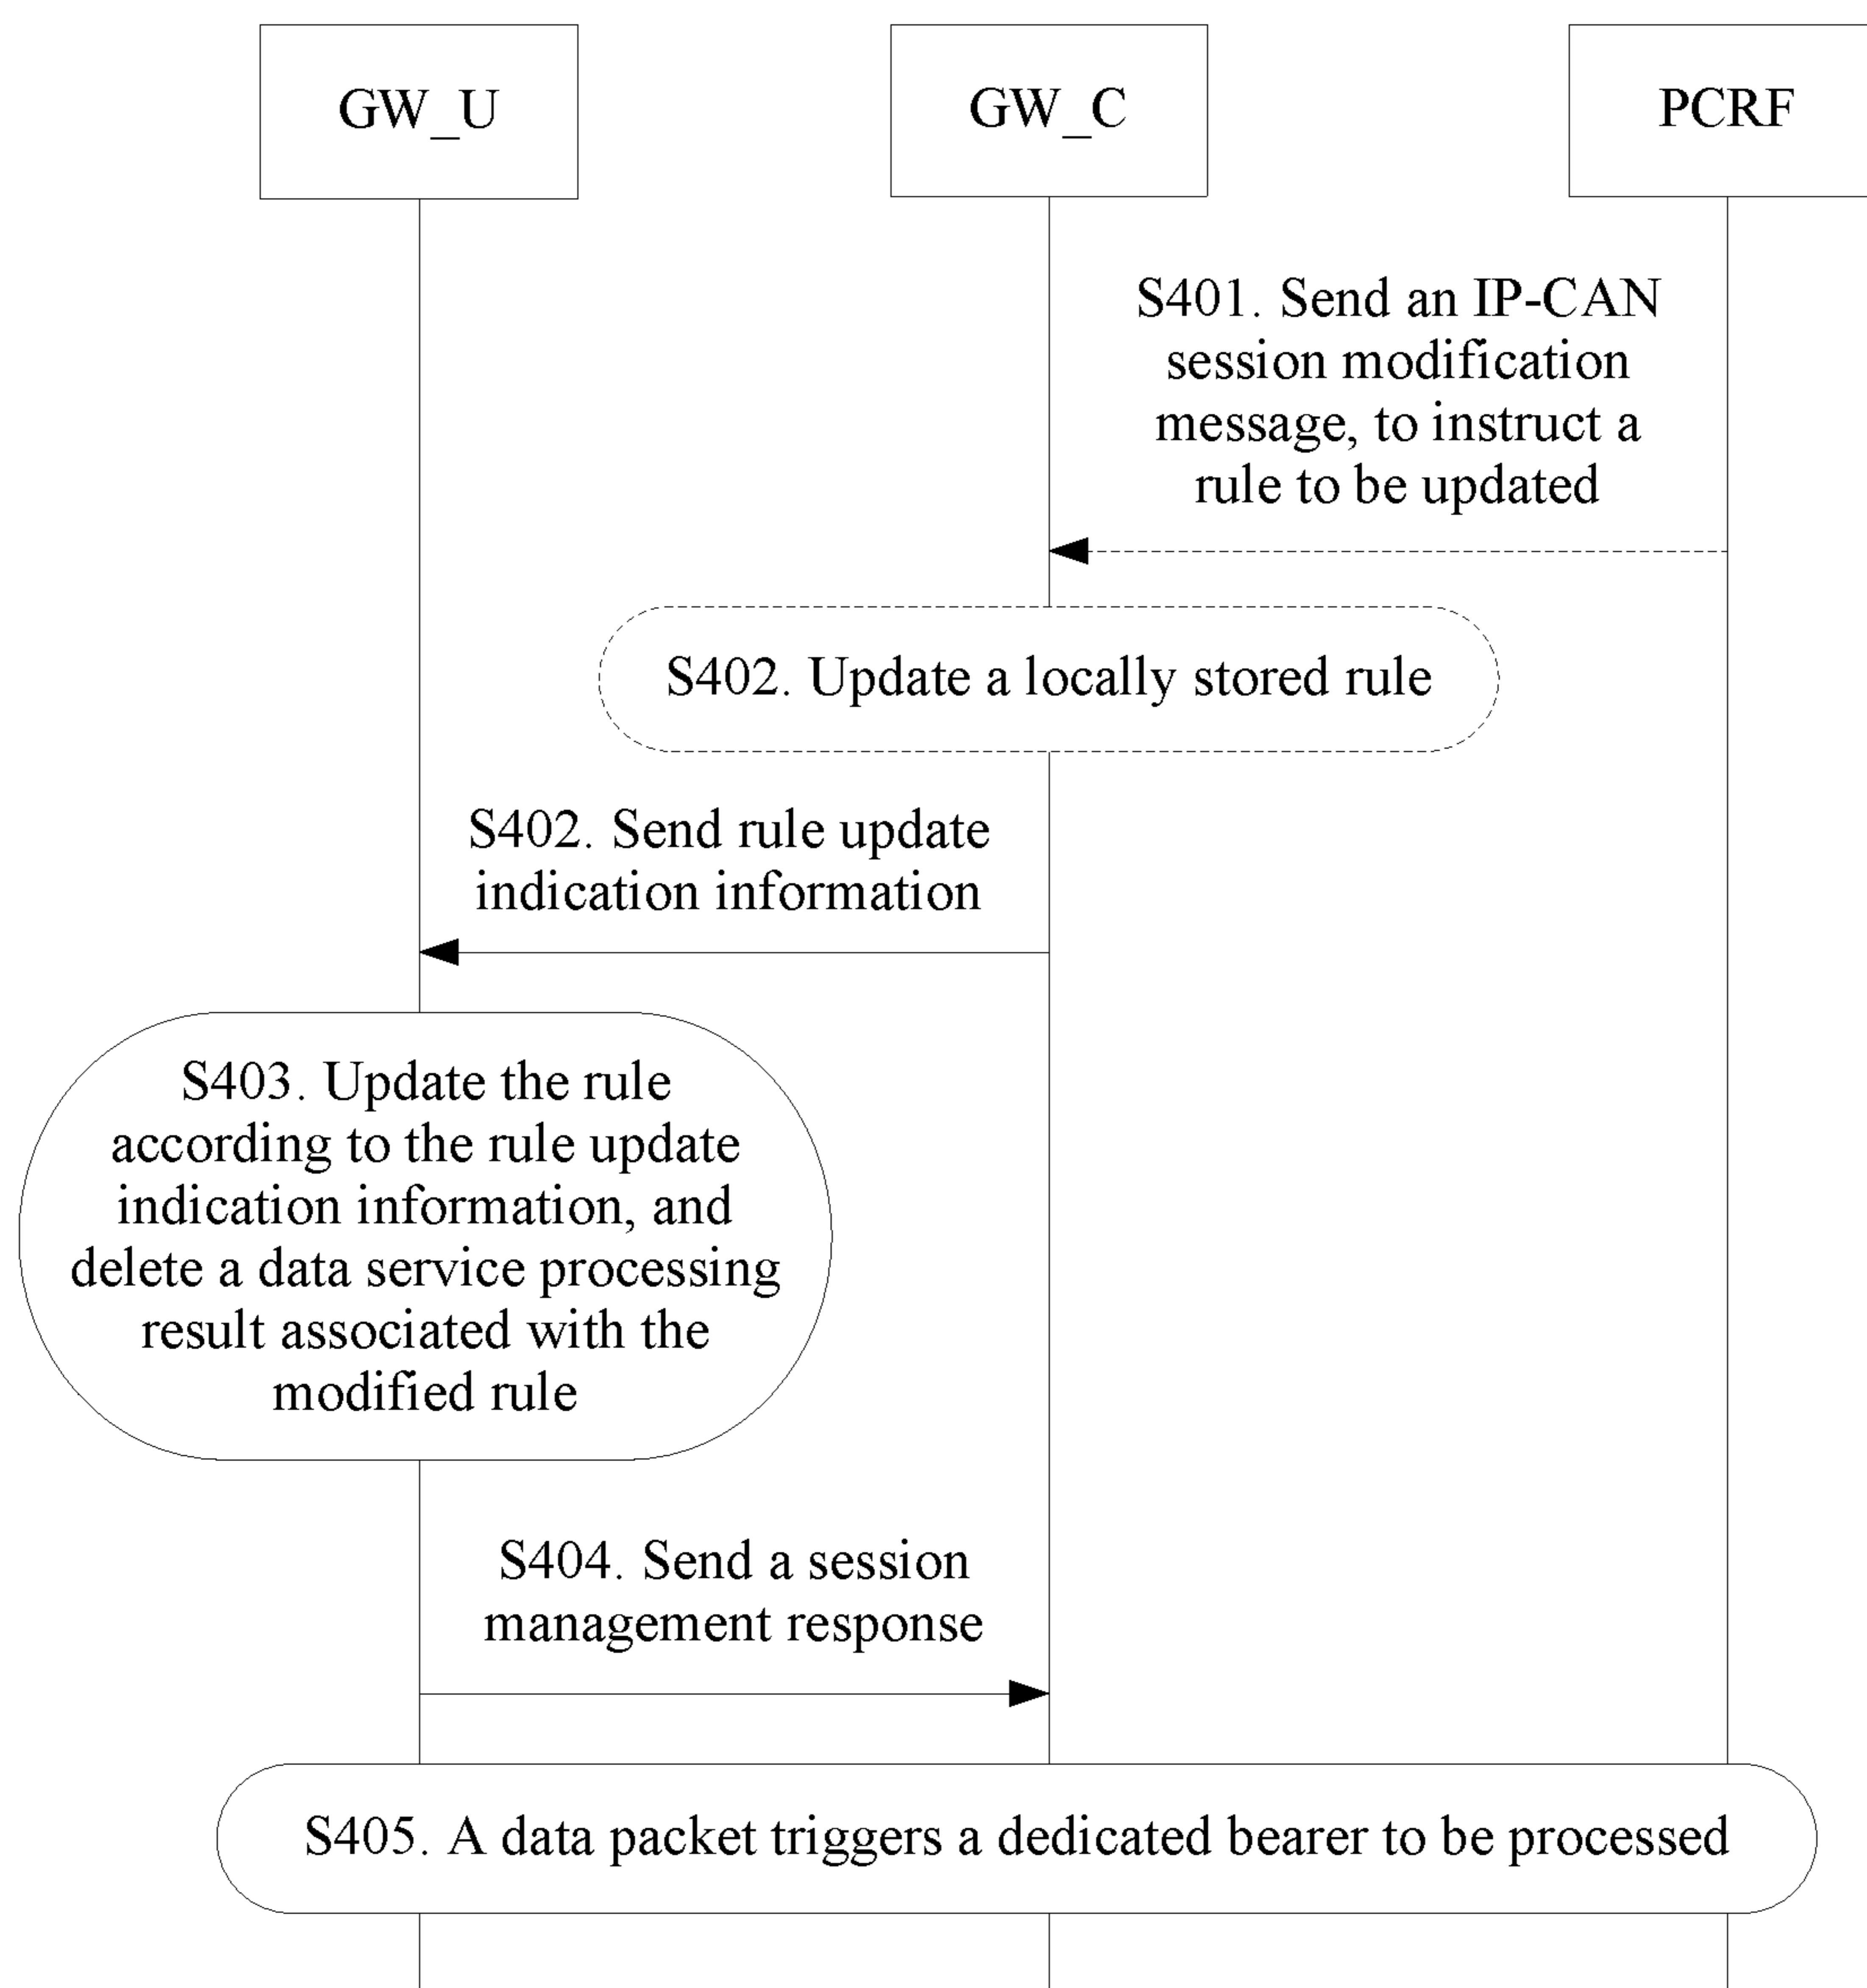 GW_U
GW_C
PCRF
S401. Send an IP-CAN
session modification
message, to instruct a
rule to be updated
S402. Update a locally stored rule
S402. Send rule update
indication information
S403. Update the rule
according to the rule update
indication information, and
delete a data service processing
result associated with the
modified rule
S404. Send a session
management response
S405. A data packet triggers a dedicated bearer to be processed